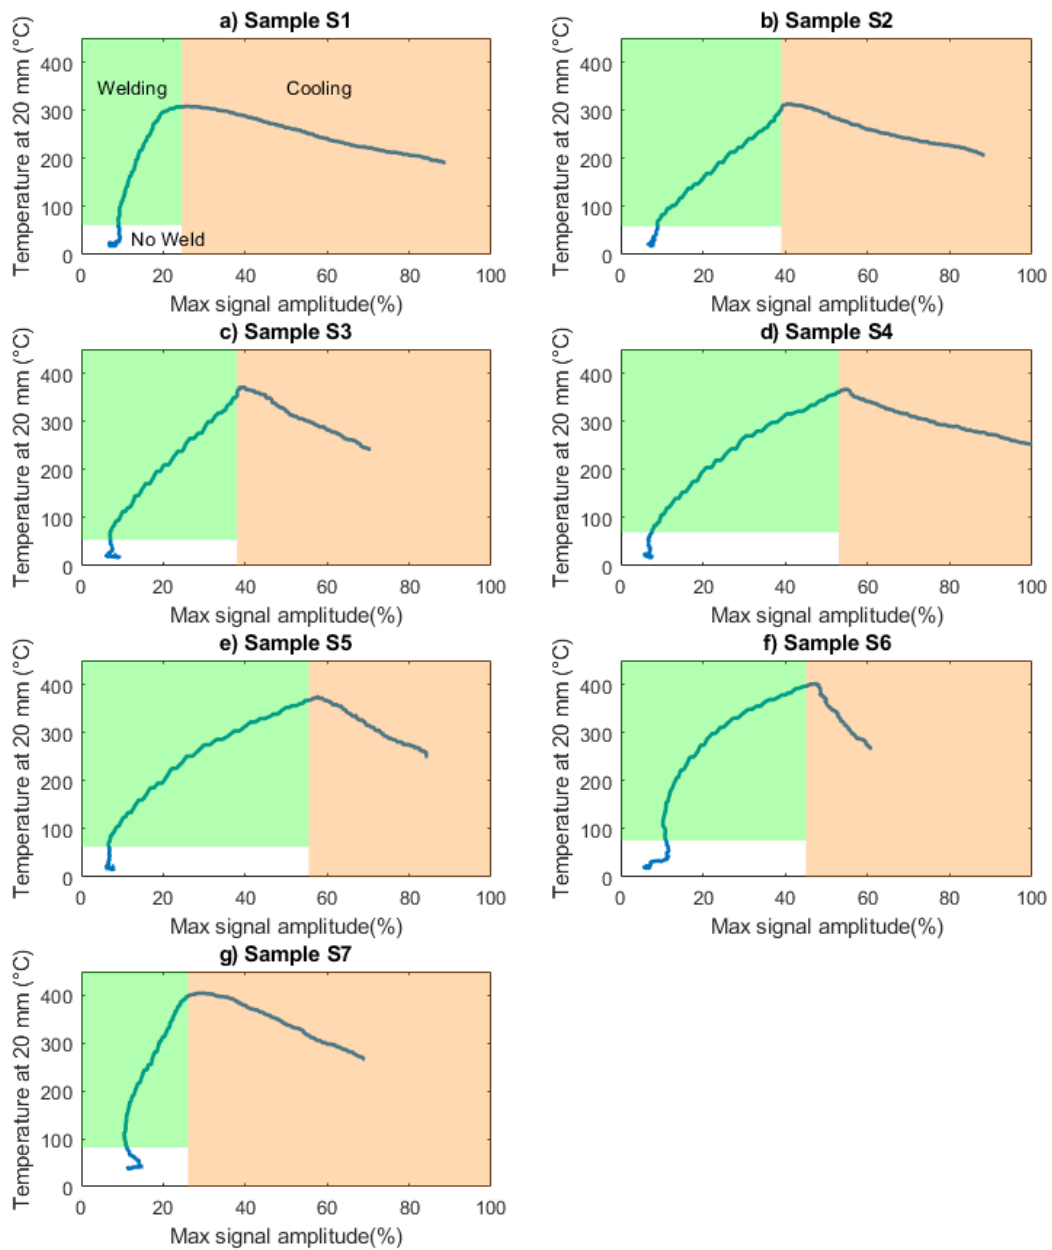 a) Sample S1
Temperature at 20 mm (°C)
400
300
200
100
0
Welding
Cooling
No Weld
0 20 40 60 80 100
Max signal amplitude(%)
b) Sample S2
Temperature at 20 mm (°C)
400
300
200
100
0
0 20 40 60 80 100
Max signal amplitude(%)
c) Sample S3
Temperature at 20 mm (°C)
400
300
200
100
0
0 20 40 60 80 100
Max signal amplitude(%)
d) Sample S4
Temperature at 20 mm (°C)
400
300
200
100
0
0 20 40 60 80 100
Max signal amplitude(%)
e) Sample S5
Temperature at 20 mm (°C)
400
300
200
100
0
0 20 40 60 80 100
Max signal amplitude(%)
f) Sample S6
Temperature at 20 mm (°C)
400
300
200
100
0
0 20 40 60 80 100
Max signal amplitude(%)
g) Sample S7
Temperature at 20 mm (°C)
400
300
200
100
0
0 20 40 60 80 100
Max signal amplitude(%)